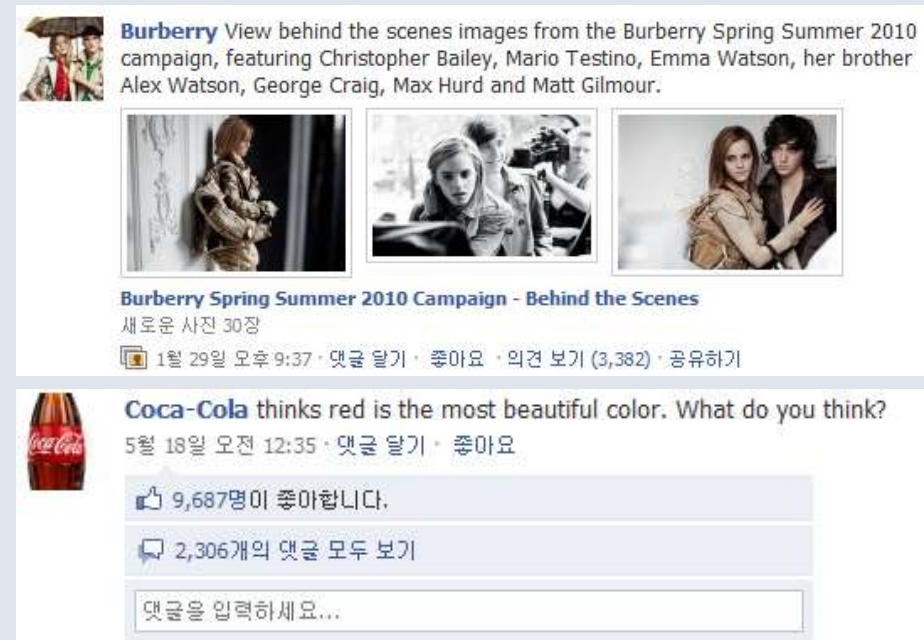 Burberry View behind the scenes images from the Burberry Spring Summer 2010
campaign, featuring Christopher Bailey, Mario Testino, Emma Watson, her brother
Alex Watson, George Craig, Max Hurd and Matt Gilmour.
Burberry Spring Summer 2010 Campaign - Behind the Scenes
새로운 사진 30장
1월 29일 오후 9:37 · 댓글 달기 · 좋아요 · 의견 보기 (3,382) · 공유하기
Coca-Cola thinks red is the most beautiful color. What do you think?
5월 18일 오전 12:35 · 댓글 달기 · 좋아요
Coca-Cola
9,687명이 좋아합니다.
2,306개의 댓글 모두 보기
댓글을 입력하세요...